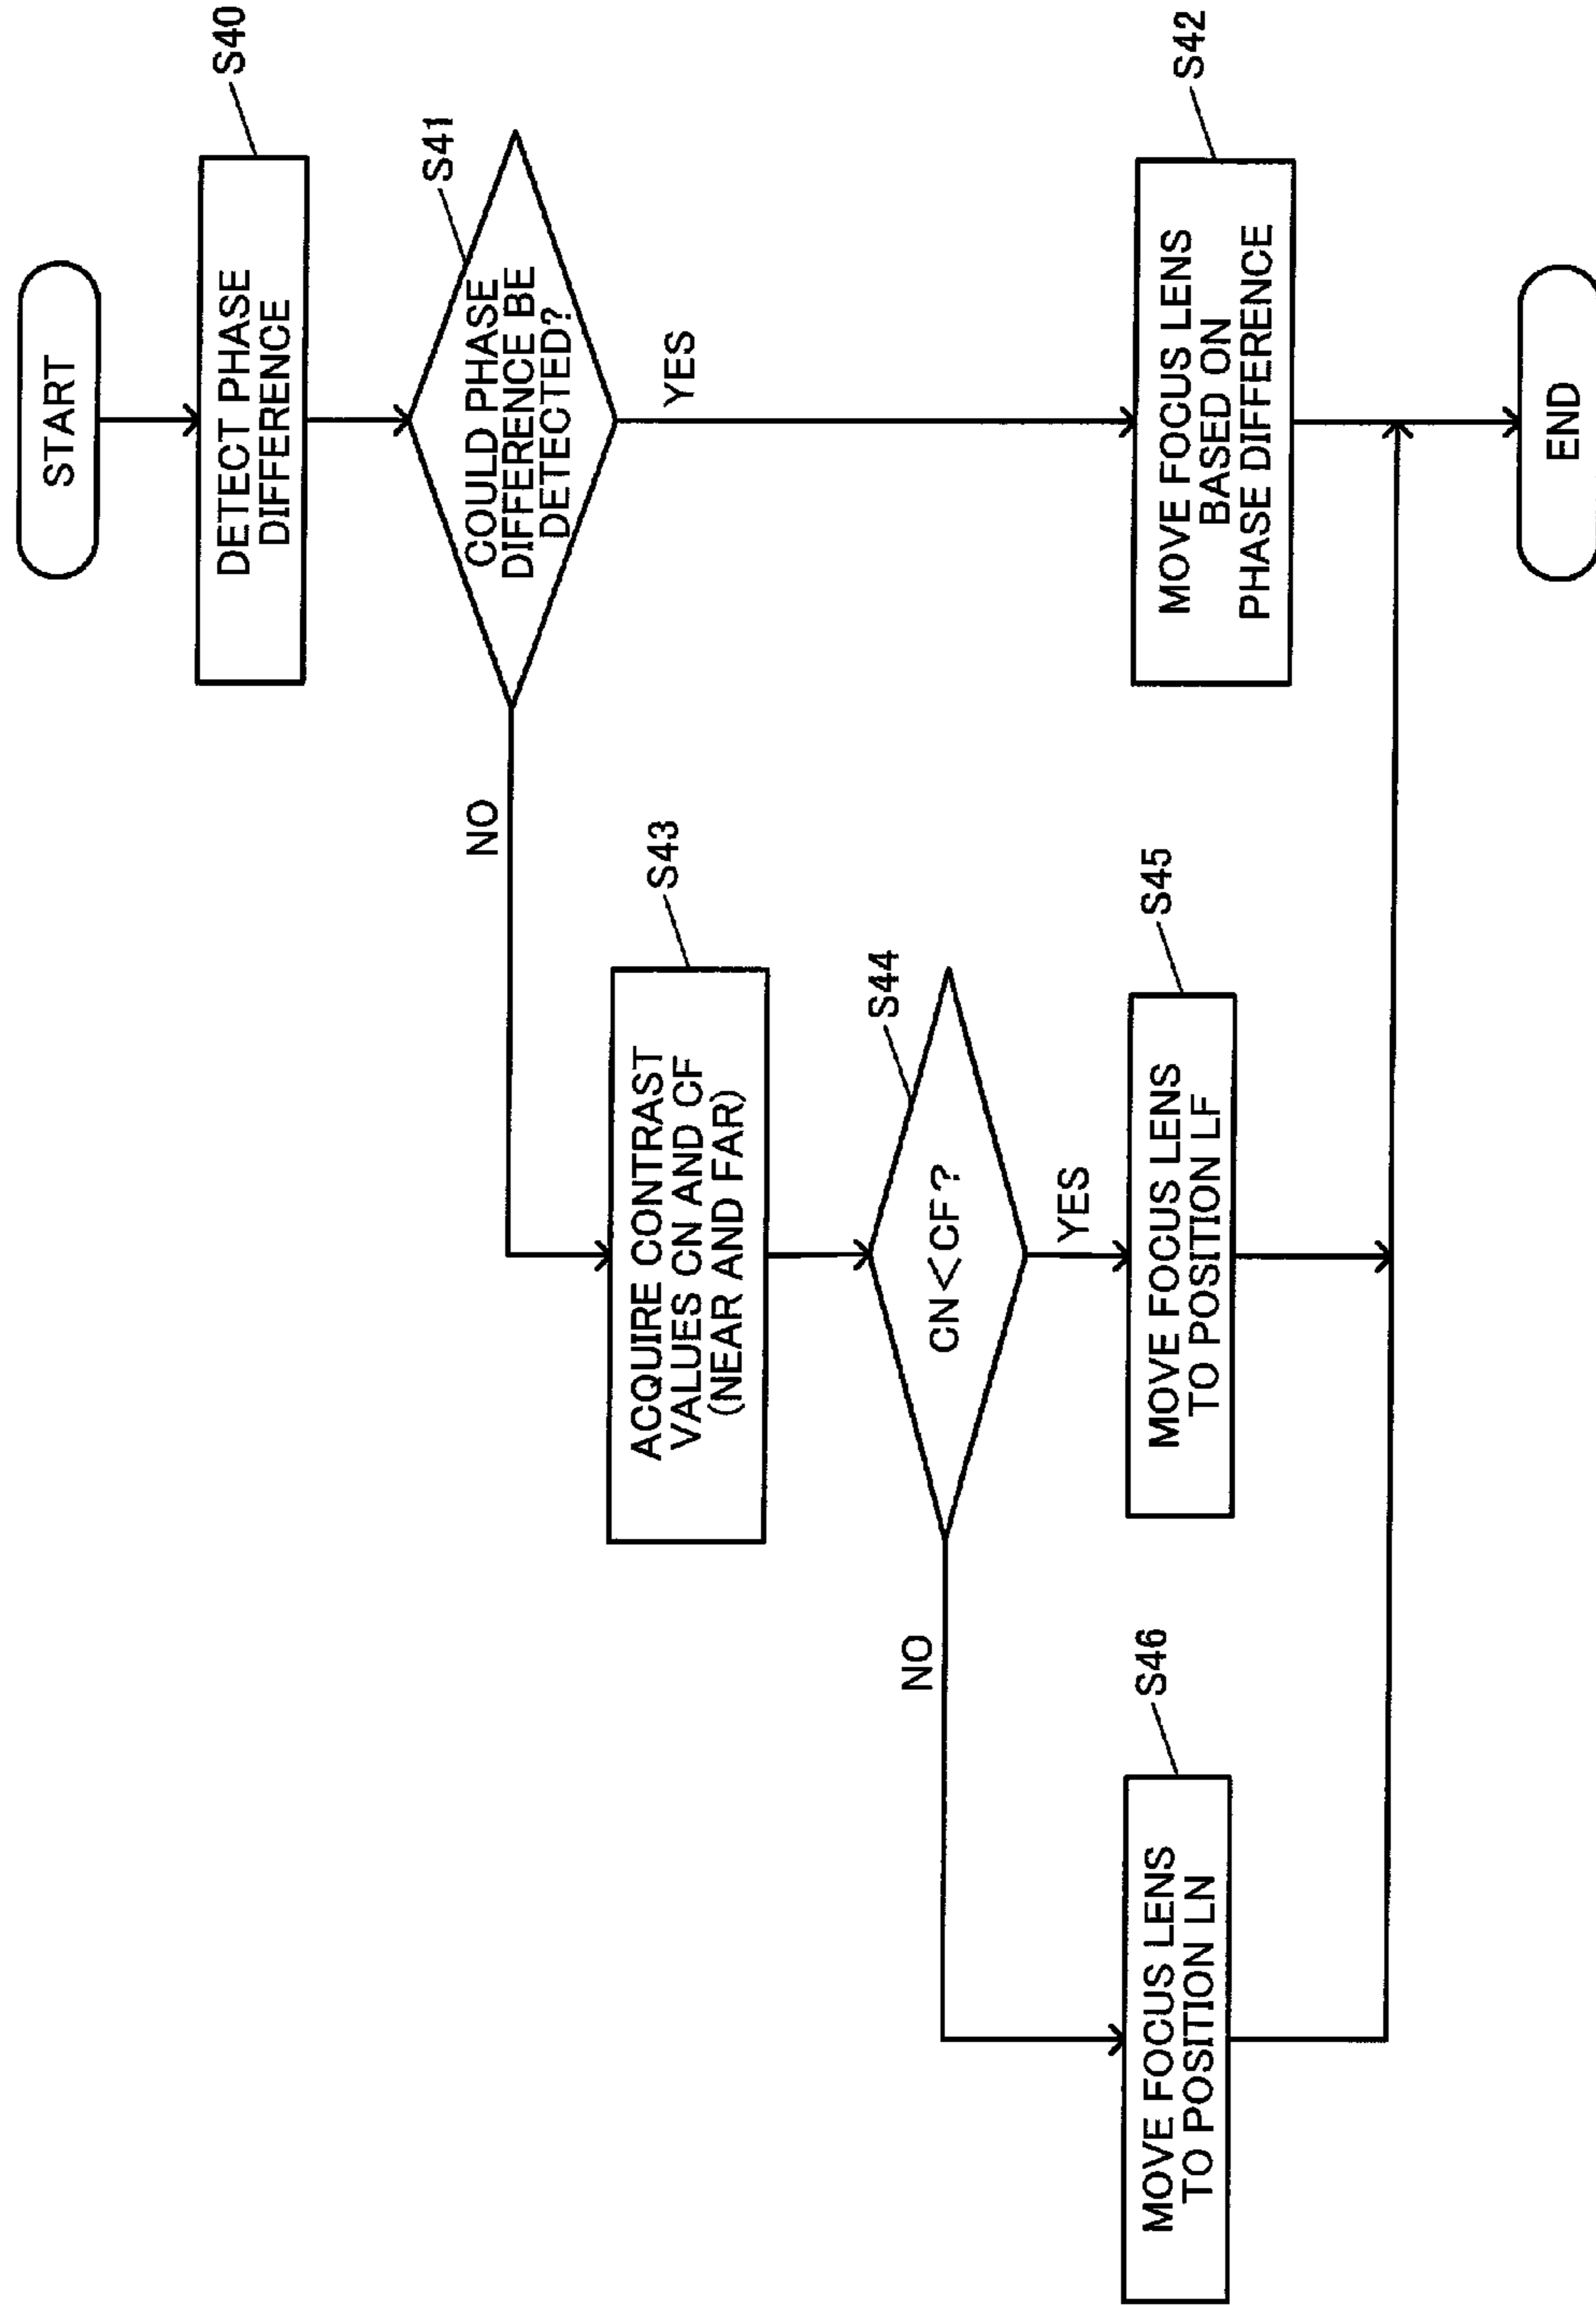 START
S40
DETECT PHASE
DIFFERENCE
S41
COULD PHASE
DIFFERENCE BE
DETECTED?
NO
YES
S43
ACQUIRE CONTRAST
VALUES CN AND CF
(NEAR AND FAR)
S44
CN<CF?
NO
YES
S46
MOVE FOCUS LENS
TO POSITION LN
S45
MOVE FOCUS LENS
TO POSITION LF
S42
MOVE FOCUS LENS
BASED ON
PHASE DIFFERENCE
END